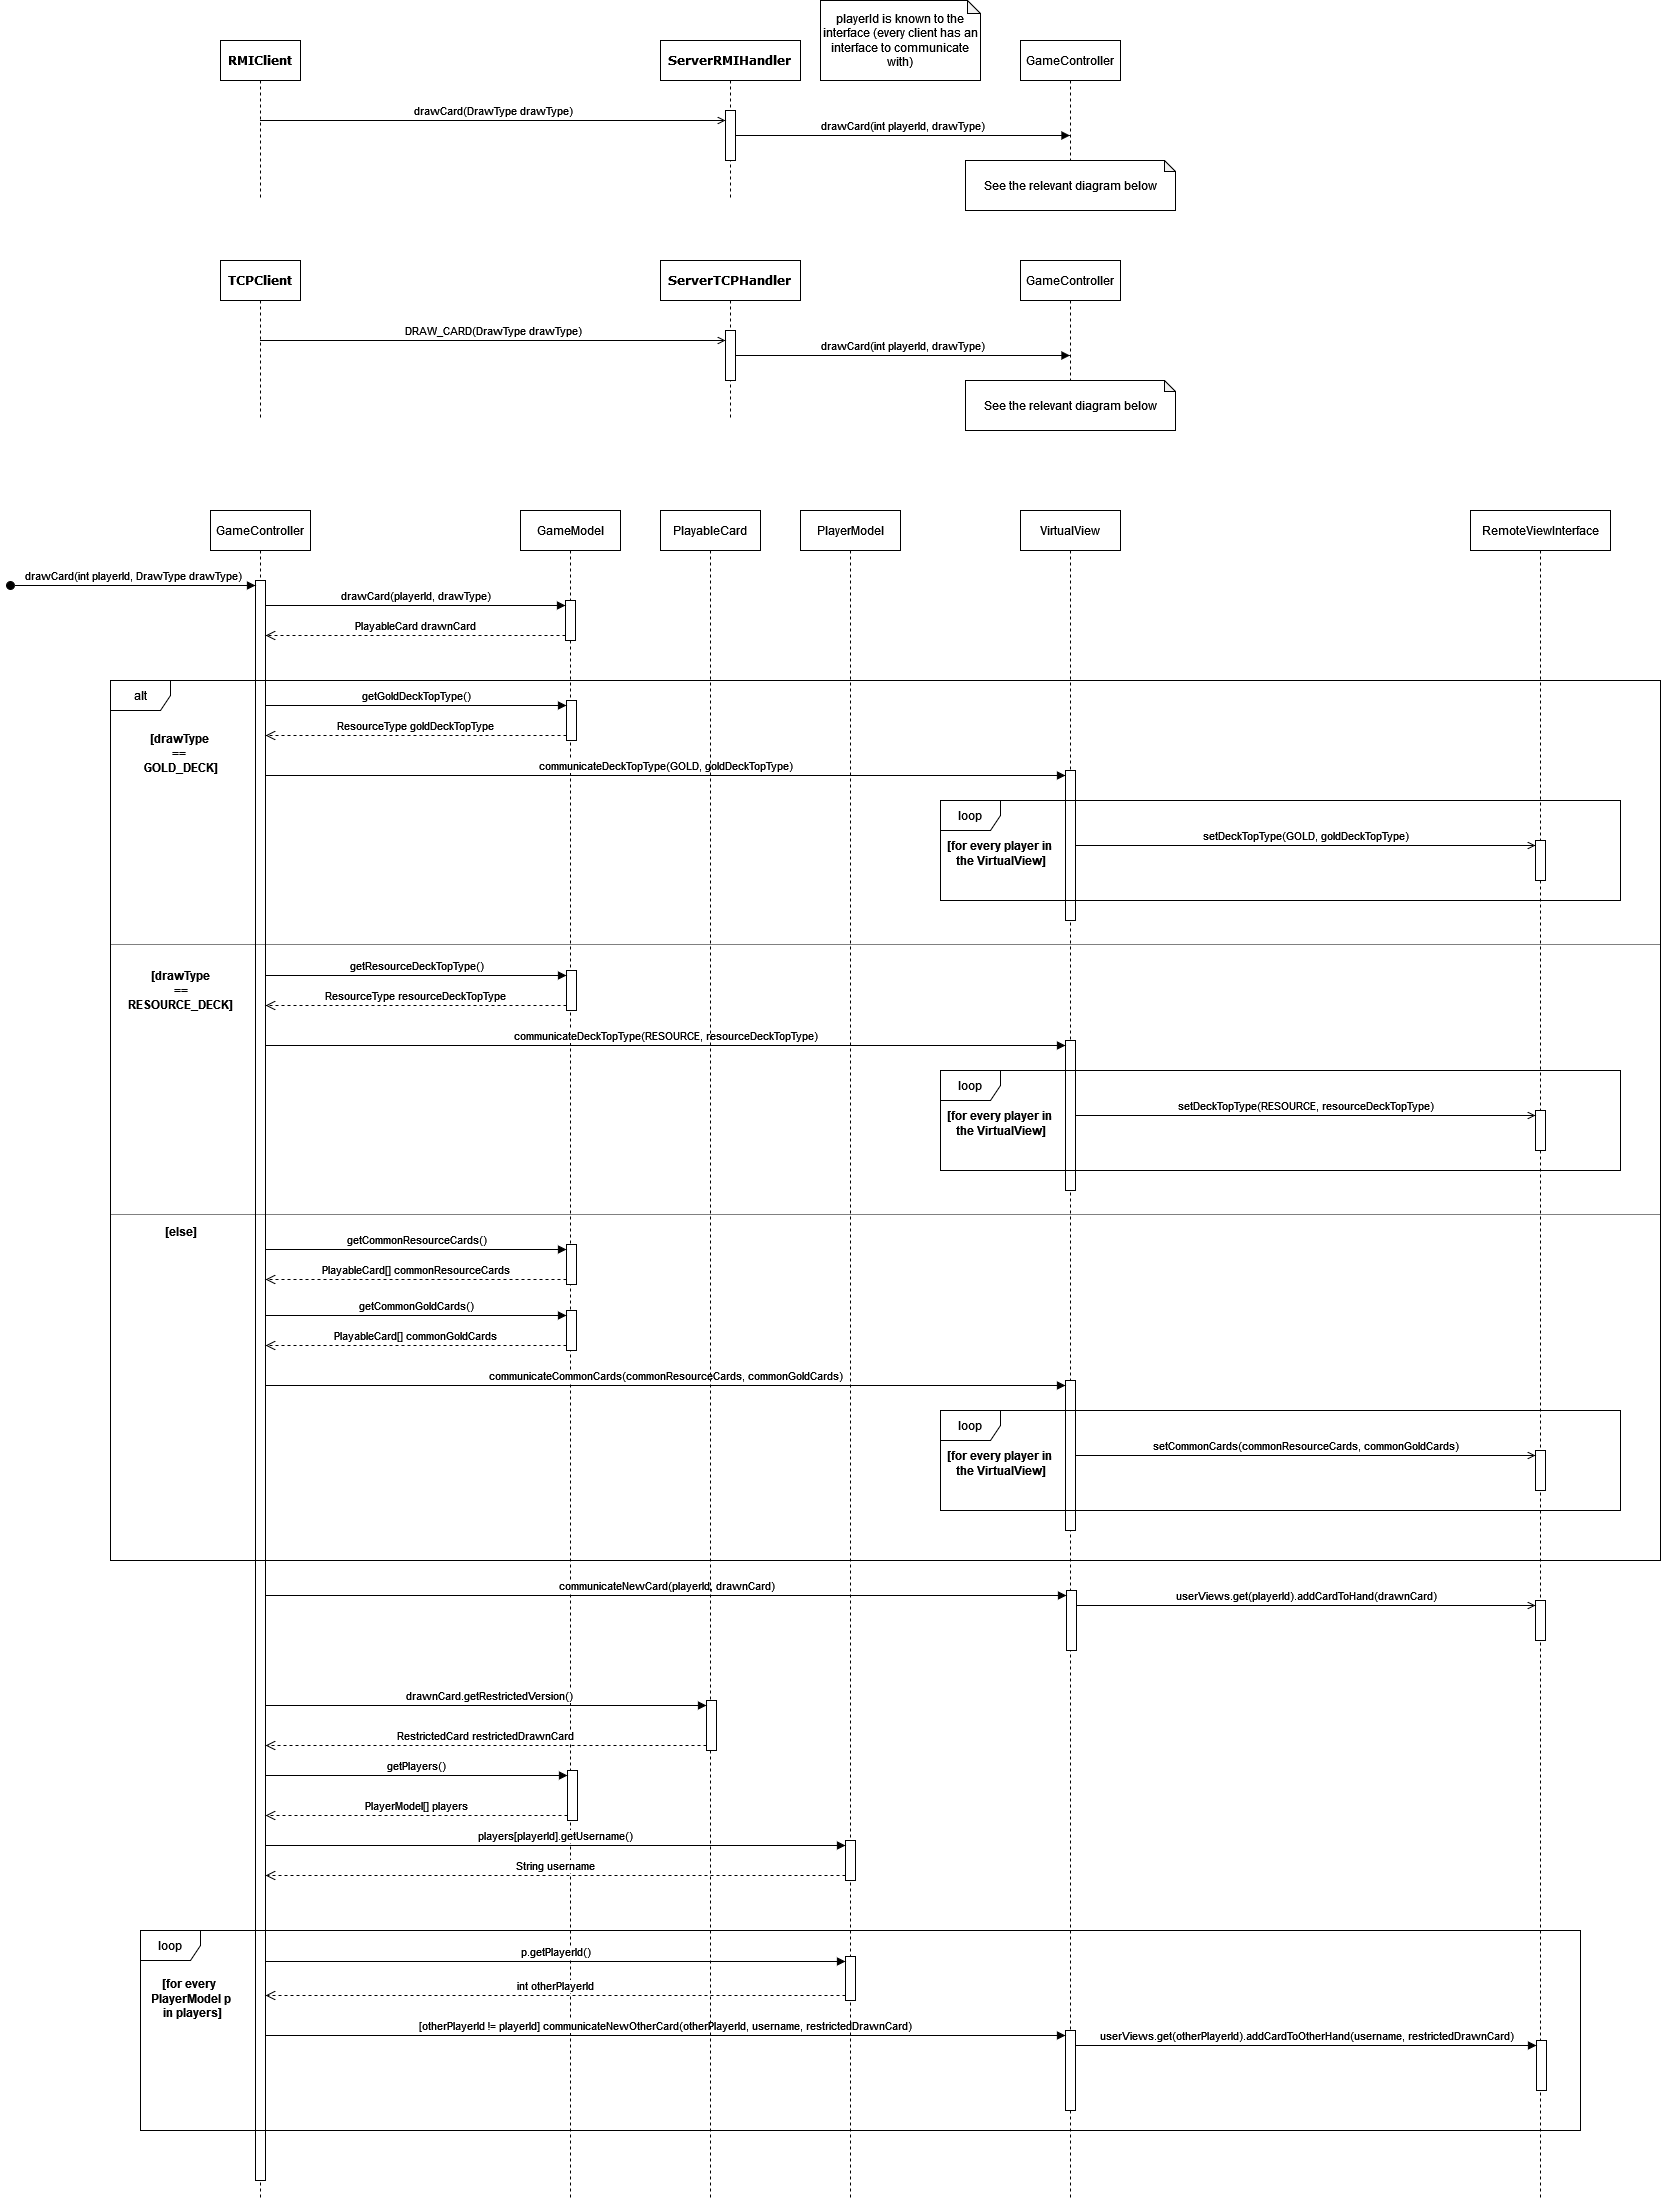 playerId is known to the
interface (every client has an
interface to communicate
with)
RMIClient
ServerRMIHandler
GameController
drawCard(DrawType drawType)
drawCard(int playerId, drawType)
See the relevant diagram below
TCPClient
ServerTCPHandler
GameController
DRAW_CARD(DrawType drawType)
drawCard(int playerId, drawType)
See the relevant diagram below
GameController
GameModel
PlayableCard
PlayerModel
VirtualView
RemoteViewInterface
drawCard(int playerId, DrawType drawType)
drawCard(playerId, drawType)
PlayableCard drawnCard
alt
[drawType
==
GOLD_DECK]
getGoldDeckTopType()
ResourceType goldDeckTopType
communicateDeckTopType(GOLD, goldDeckTopType)
loop
[for every player in
the VirtualView]
setDeckTopType(GOLD, goldDeckTopType)
[drawType
==
RESOURCE_DECK]
getResourceDeckTopType()
ResourceType resourceDeckTopType
communicateDeckTopType(RESOURCE, resourceDeckTopType)
loop
[for every player in
the VirtualView]
setDeckTopType(RESOURCE, resourceDeckTopType)
[else]
getCommonResourceCards()
PlayableCard[] commonResourceCards
getCommonGoldCards()
PlayableCard[] commonGoldCards
communicateCommonCards(commonResourceCards, commonGoldCards)
loop
[for every player in
the VirtualView]
setCommonCards(commonResourceCards, commonGoldCards)
communicateNewCard(playerId, drawnCard)
userViews.get(playerId).addCardToHand(drawnCard)
drawnCard.getRestrictedVersion()
RestrictedCard restrictedDrawnCard
getPlayers()
PlayerModel[] players
players[playerId].getUsername()
String username
loop
[for every
PlayerModel p
in players]
p.getPlayerId()
int otherPlayerId
[otherPlayerId != playerId] communicateNewOtherCard(otherPlayerId, username, restrictedDrawnCard)
userViews.get(otherPlayerId).addCardToOtherHand(username, restrictedDrawnCard)